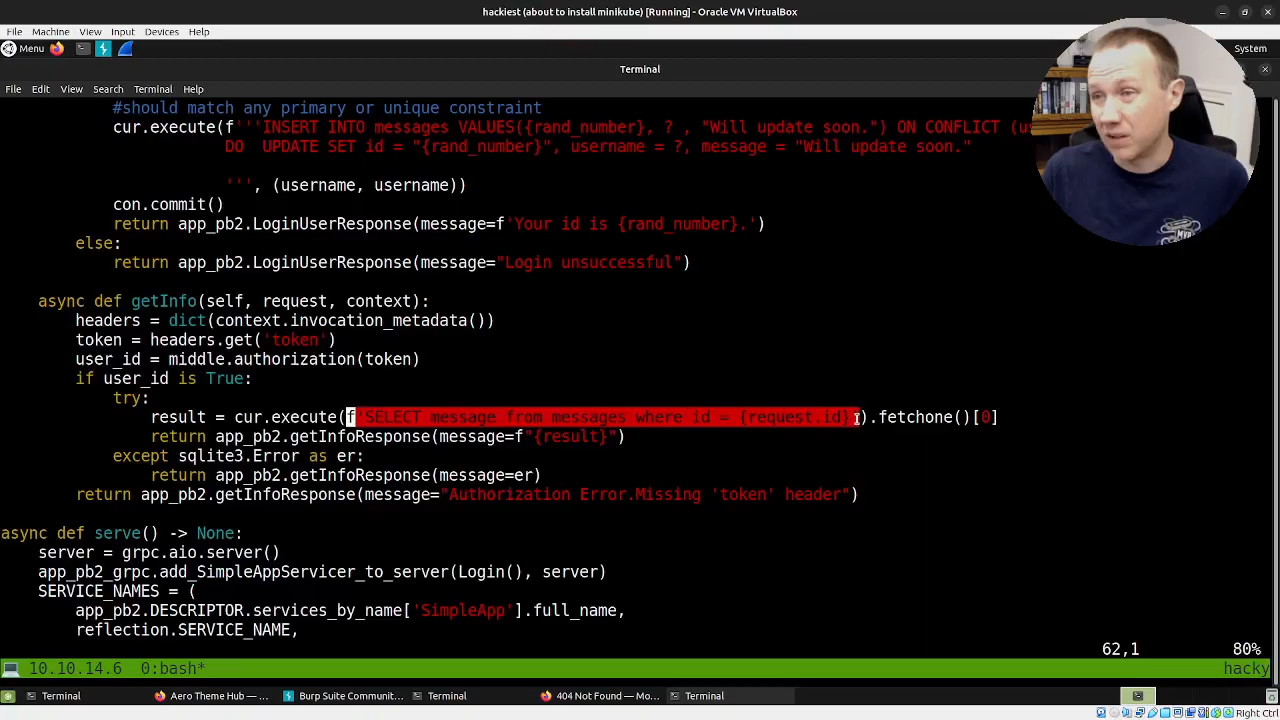 hackiest (about to install minikube) [Running] - Oracle VM VirtualBox
File Machine View Input Devices Help
Menu System
Terminal
File Edit View Search Terminal Help
#should match any primary or unique constraint
cur.execute(f'''INSERT INTO messages VALUES({rand_number}, ? , "Will update soon.") ON CONFLICT (u
DO  UPDATE SET id = "{rand_number}", username = ?, message = "Will update soon."
''', (username, username))
con.commit()
return app_pb2.LoginUserResponse(message=f'Your id is {rand_number}.')
else:
return app_pb2.LoginUserResponse(message="Login unsuccessful")
async def getInfo(self, request, context):
headers = dict(context.invocation_metadata())
token = headers.get('token')
user_id = middle.authorization(token)
if user_id is True:
try:
result = cur.execute(f'SELECT message from messages where id = {request.id}').fetchone()[0]
return app_pb2.getInfoResponse(message=f"{result}")
except sqlite3.Error as er:
return app_pb2.getInfoResponse(message=er)
return app_pb2.getInfoResponse(message="Authorization Error.Missing 'token' header")
async def serve() -> None:
server = grpc.aio.server()
app_pb2_grpc.add_SimpleAppServicer_to_server(Login(), server)
SERVICE_NAMES = (
app_pb2.DESCRIPTOR.services_by_name['SimpleApp'].full_name,
reflection.SERVICE_NAME,
62,1 80%
10.10.14.6 0:bash* hacky
Terminal Aero Theme Hub — ... Burp Suite Communit... Terminal 404 Not Found — Mo... Terminal
Right Ctrl